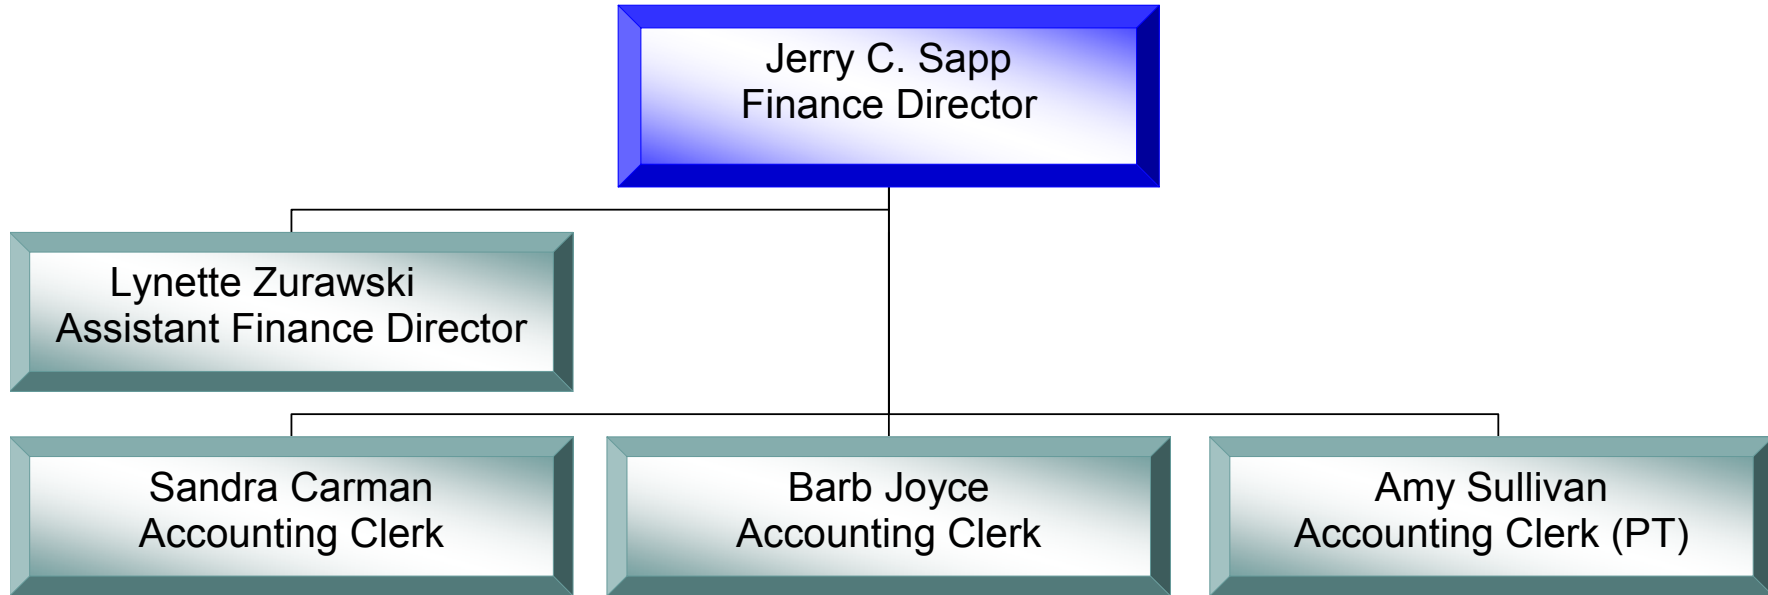 Jerry C. Sapp
Finance Director
Lynette Zurawski
Assistant Finance Director
Sandra Carman
Accounting Clerk
Barb Joyce
Accounting Clerk
Amy Sullivan
Accounting Clerk (PT)